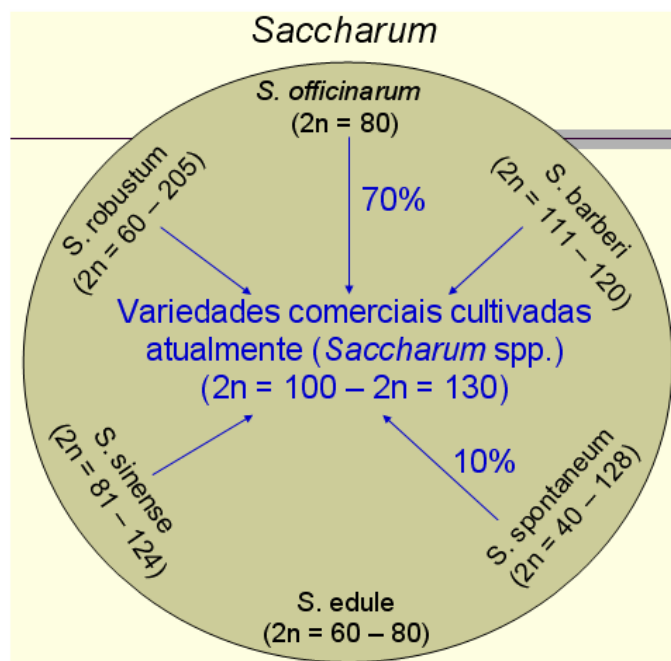 Saccharum
S. officinarum
(2n = 80)
S. robustum
(2n = 60 – 205)
70%
S. barberi
(2n = 111 – 120)
Variedades comerciais cultivadas
atualmente (Saccharum spp.)
(2n = 100 – 2n = 130)
S. sinense
(2n = 81 – 124)
10%
S. spontaneum
(2n = 40 – 128)
S. edule
(2n = 60 – 80)